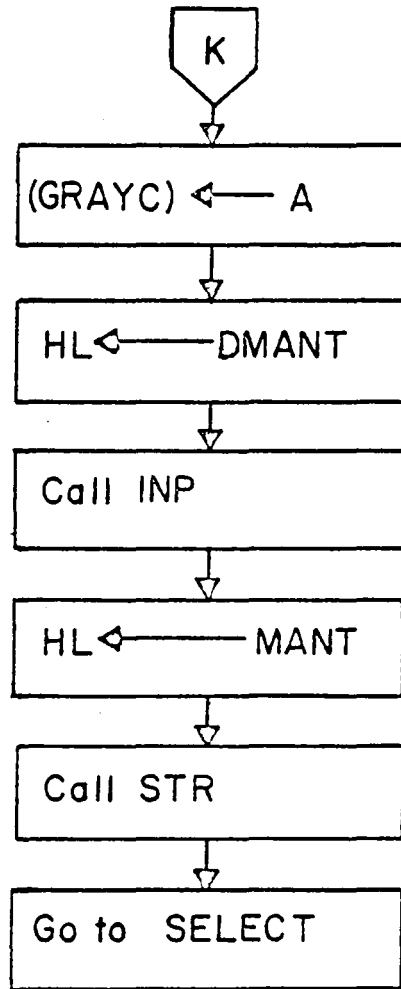 K
(GRAYC) ← A
HL ← DMANT
Call INP
HL ← MANT
Call STR
Go to SELECT